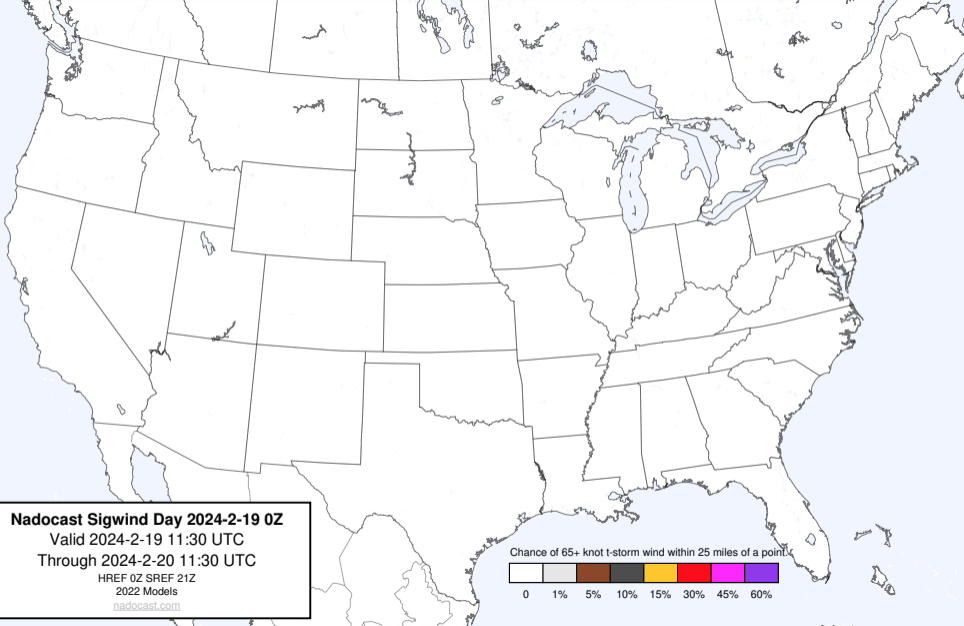 Nadocast Sigwind Day 2024-2-19 0Z
Valid 2024-2-19 11:30 UTC
Through 2024-2-20 11:30 UTC
HREF 0Z SREF 21Z
2022 Models
nadocast.com
Chance of 65+ knot t-storm wind within 25 miles of a point.
0 1% 5% 10% 15% 30% 45% 60%